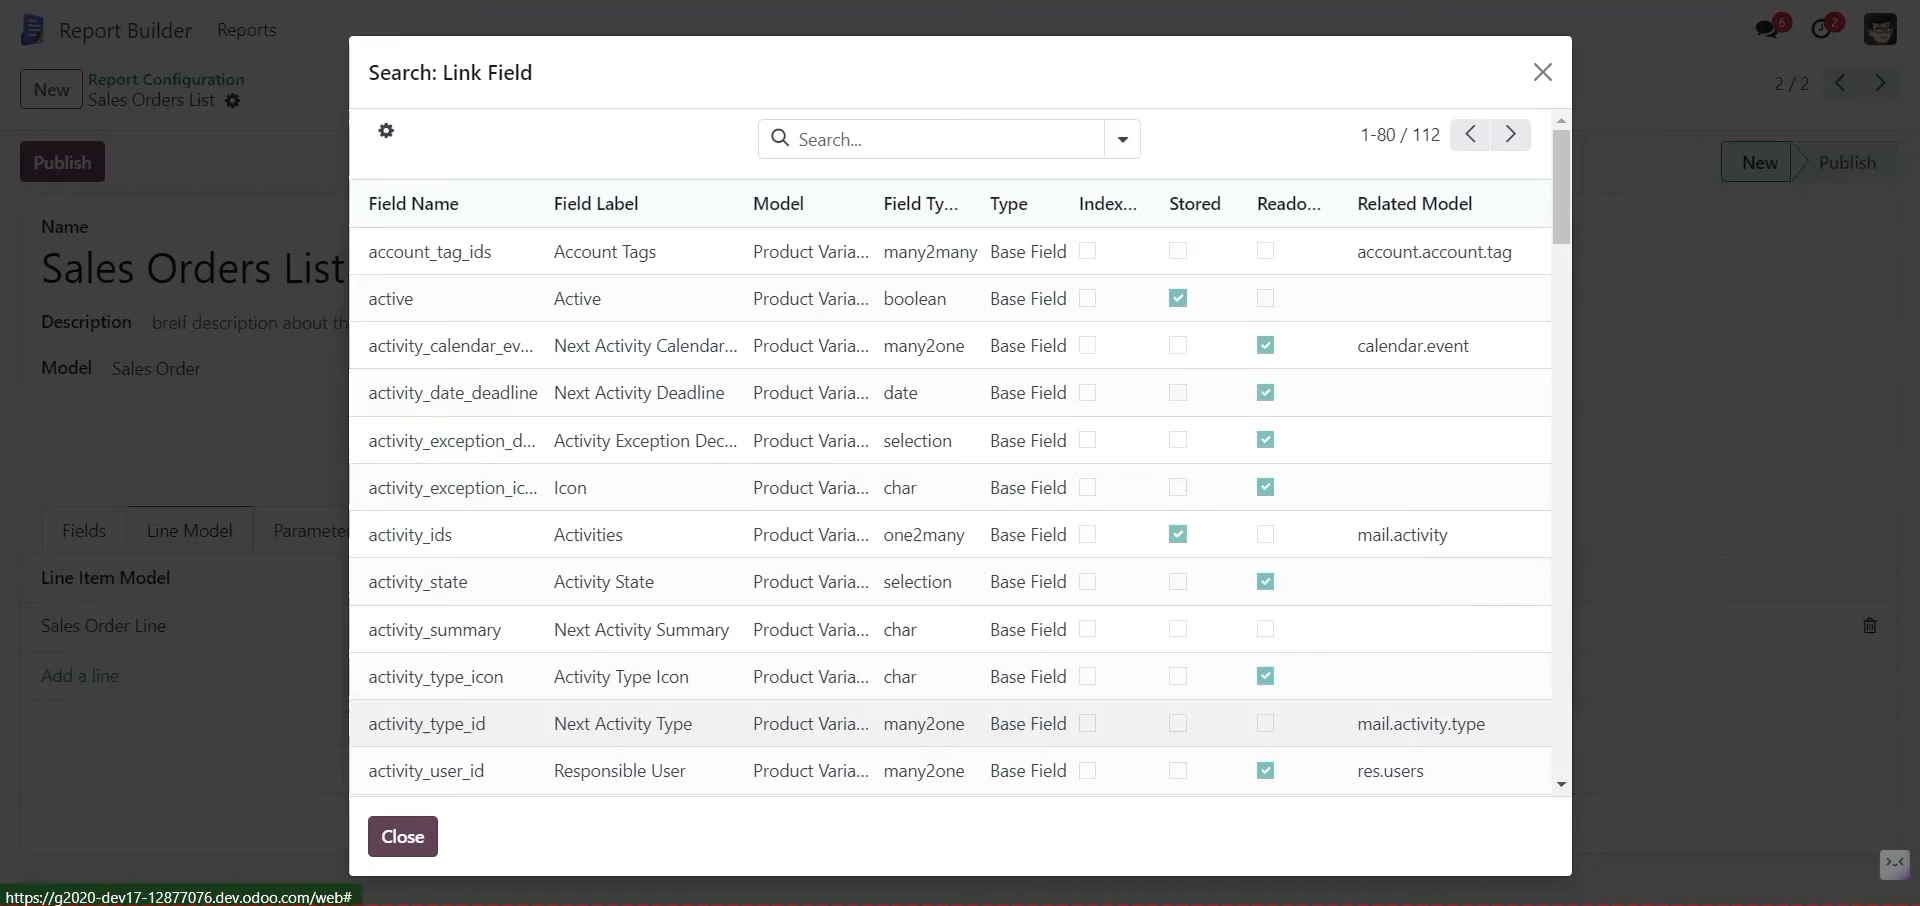 Report Builder Reports 6 2
New Report Configuration
Sales Orders List 2 / 2
Publish New Publish
Name
Sales Orders List
Description breif description about th
Model Sales Order
Fields Line Model Parameter
Line Item Model
Sales Order Line
Add a line
Search: Link Field
Search... 1-80 / 112
Field Name Field Label Model Field Ty... Type Index... Stored Reado... Related Model
account_tag_ids Account Tags Product Varia... many2many Base Field account.account.tag
active Active Product Varia... boolean Base Field
activity_calendar_ev... Next Activity Calendar... Product Varia... many2one Base Field calendar.event
activity_date_deadline Next Activity Deadline Product Varia... date Base Field
activity_exception_d... Activity Exception Dec... Product Varia... selection Base Field
activity_exception_ic... Icon Product Varia... char Base Field
activity_ids Activities Product Varia... one2many Base Field mail.activity
activity_state Activity State Product Varia... selection Base Field
activity_summary Next Activity Summary Product Varia... char Base Field
activity_type_icon Activity Type Icon Product Varia... char Base Field
activity_type_id Next Activity Type Product Varia... many2one Base Field mail.activity.type
activity_user_id Responsible User Product Varia... many2one Base Field res.users
Close
https://g2020-dev17-12877076.dev.odoo.com/web#